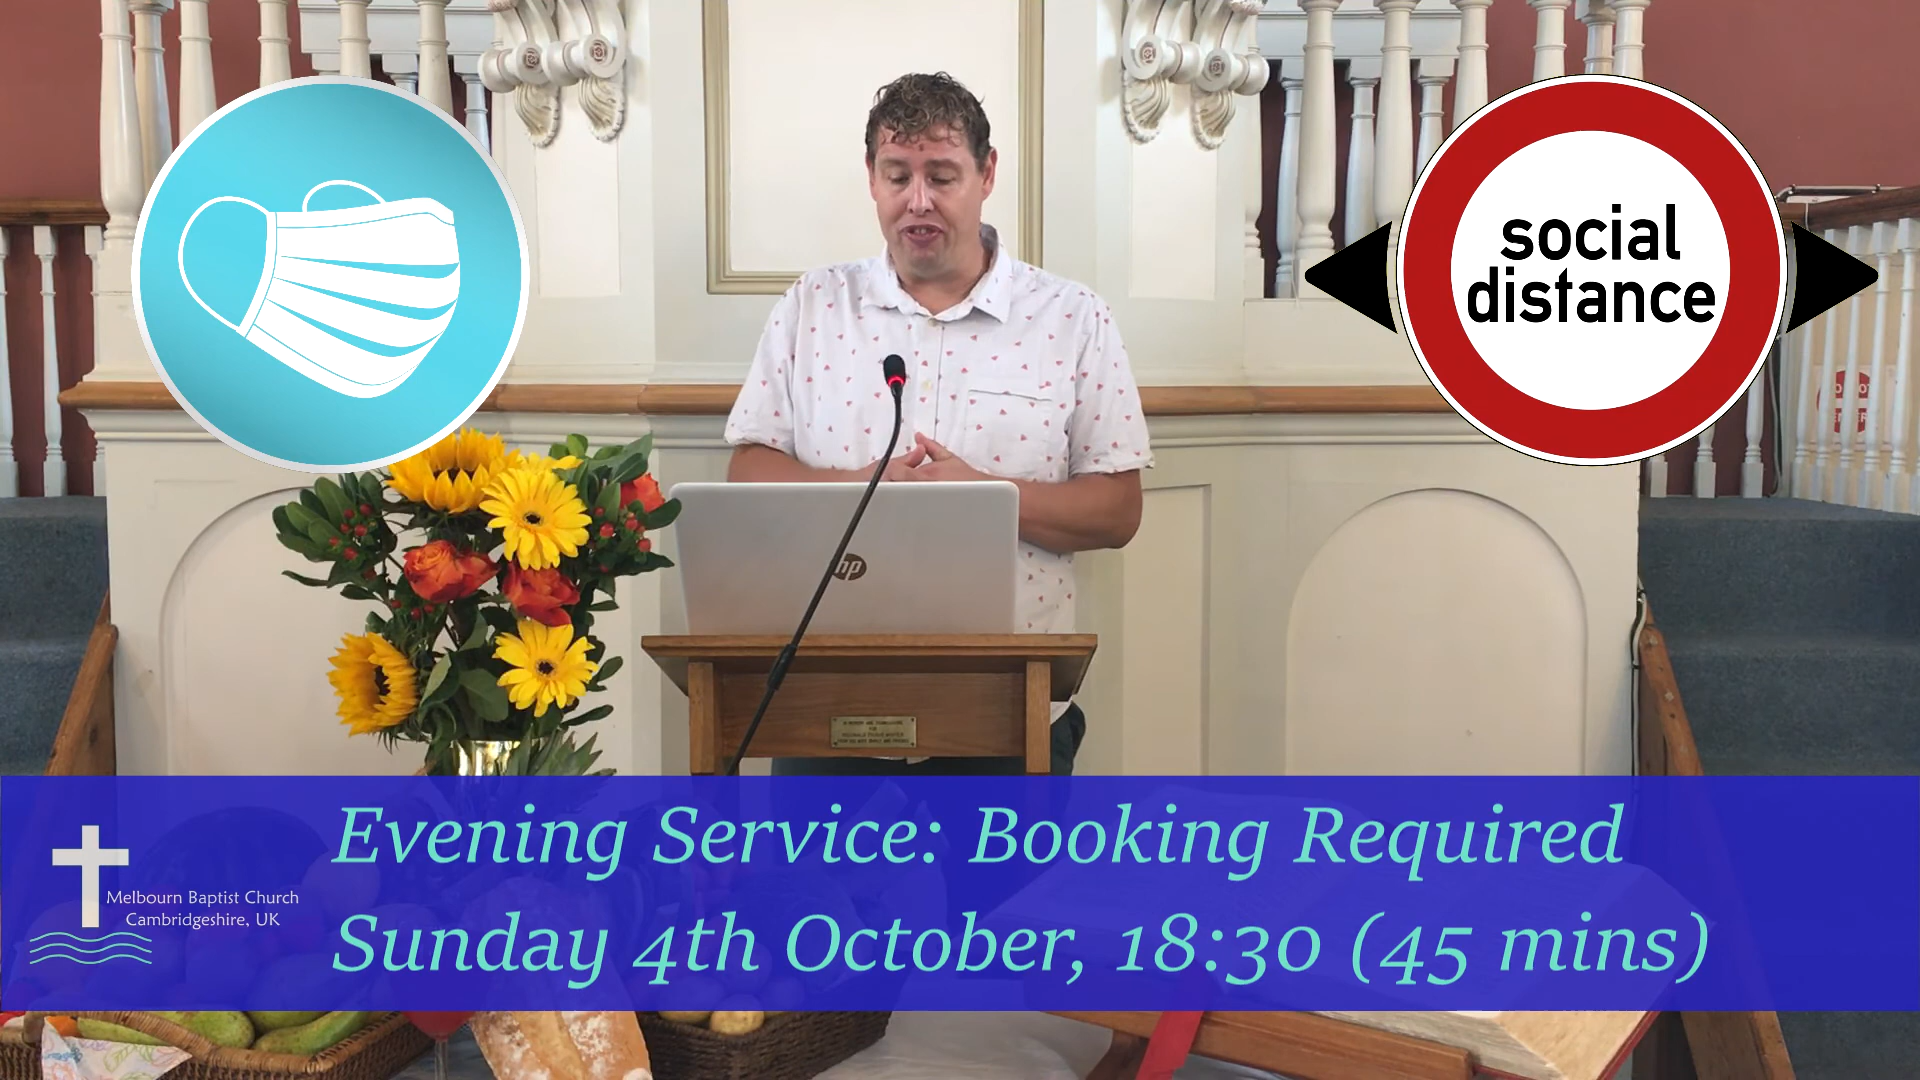 social
distance
hp
Evening Service: Booking Required
Melbourn Baptist Church
Cambridgeshire, UK
Sunday 4th October, 18:30 (45 mins)